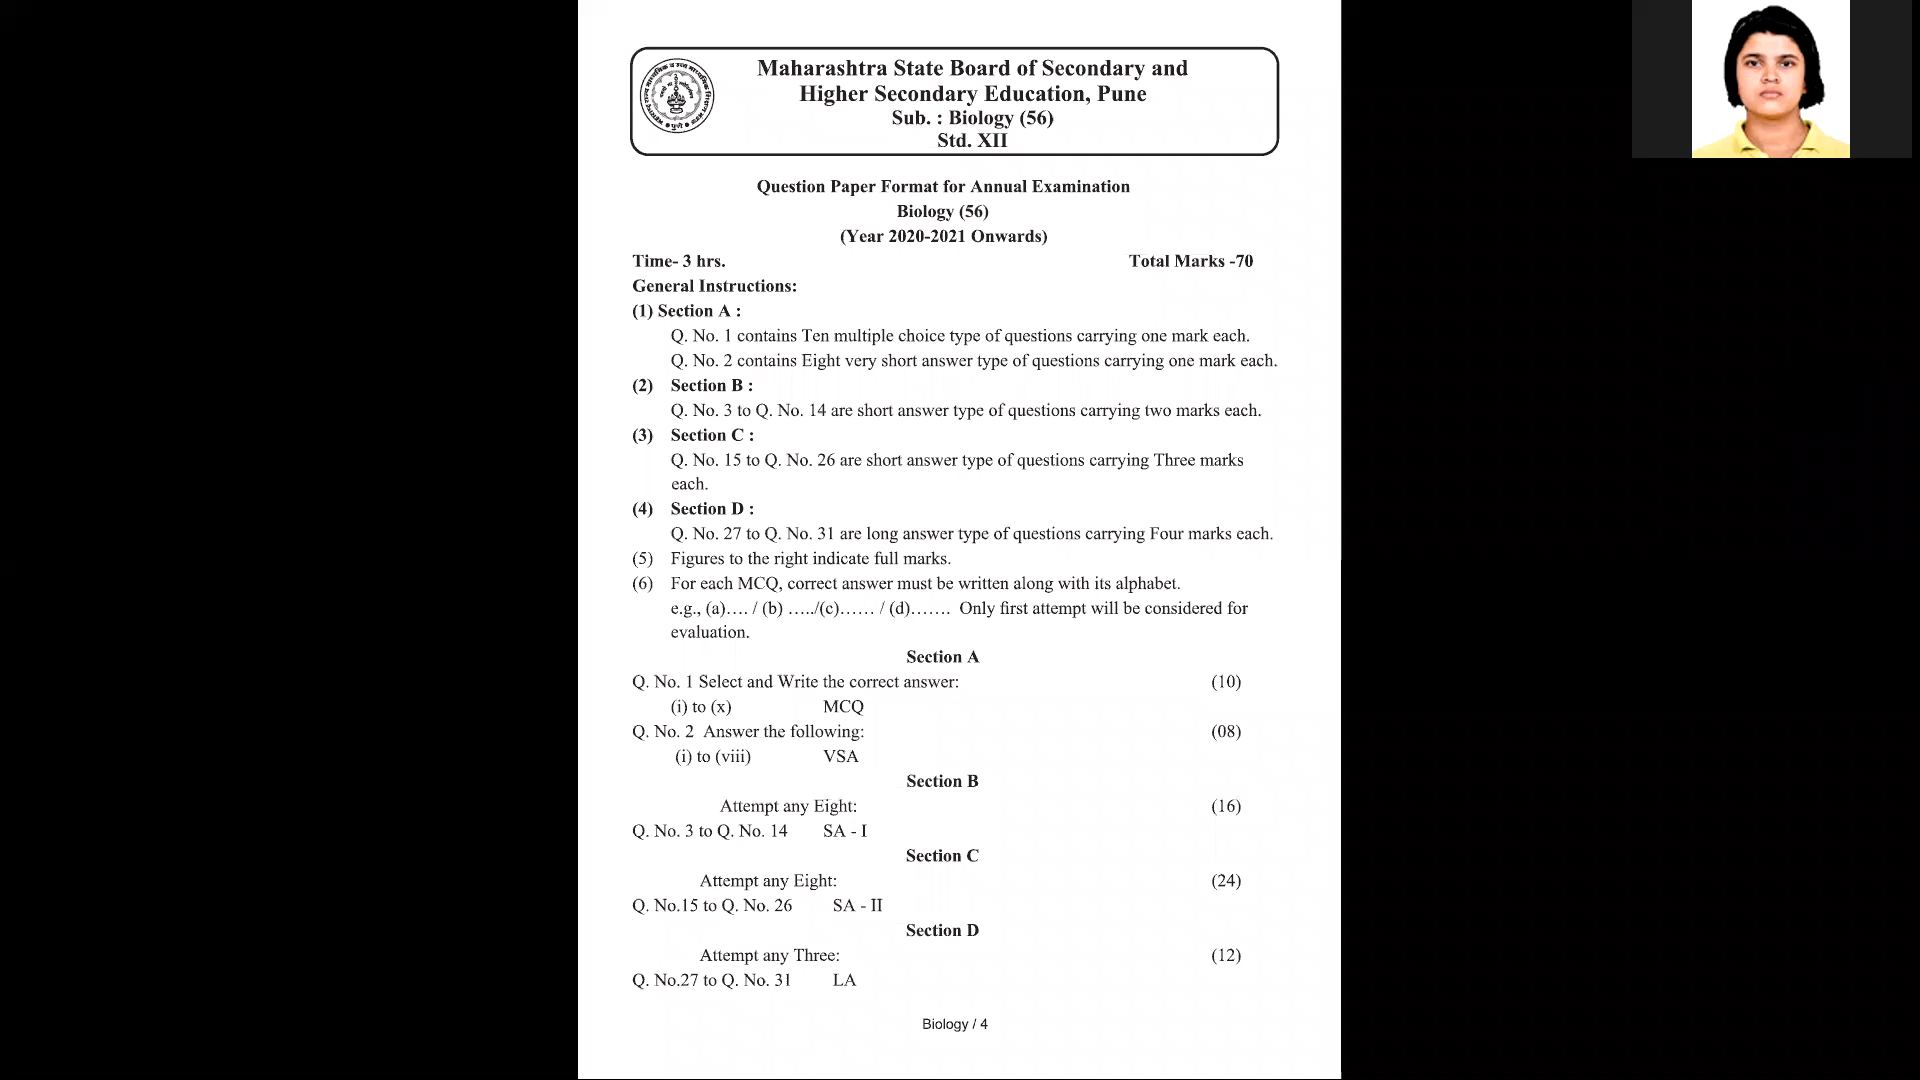 Maharashtra State Board of Secondary and
Higher Secondary Education, Pune
Sub. : Biology (56)
Std. XII
Question Paper Format for Annual Examination
Biology (56)
(Year 2020-2021 Onwards)
Time- 3 hrs. Total Marks -70
General Instructions:
(1) Section A :
Q. No. 1 contains Ten multiple choice type of questions carrying one mark each.
Q. No. 2 contains Eight very short answer type of questions carrying one mark each.
(2) Section B :
Q. No. 3 to Q. No. 14 are short answer type of questions carrying two marks each.
(3) Section C :
Q. No. 15 to Q. No. 26 are short answer type of questions carrying Three marks
each.
(4) Section D :
Q. No. 27 to Q. No. 31 are long answer type of questions carrying Four marks each.
(5) Figures to the right indicate full marks.
(6) For each MCQ, correct answer must be written along with its alphabet.
e.g., (a)…. / (b) …../(c)…… / (d)……. Only first attempt will be considered for
evaluation.
Section A
Q. No. 1 Select and Write the correct answer: (10)
(i) to (x) MCQ
Q. No. 2 Answer the following: (08)
(i) to (viii) VSA
Section B
Attempt any Eight: (16)
Q. No. 3 to Q. No. 14 SA - I
Section C
Attempt any Eight: (24)
Q. No.15 to Q. No. 26 SA - II
Section D
Attempt any Three: (12)
Q. No.27 to Q. No. 31 LA
Biology / 4